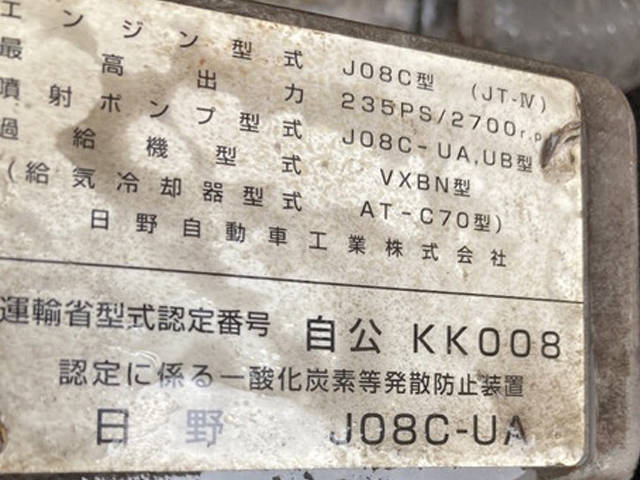 エンジン型式 J08C型 (JT-Ⅳ)
最高出力 235PS/2700r.p
噴射ポンプ型式 J08C-UA,UB型
過給機型式 VXBN型
(給気冷却器型式 AT-C70型)
日野自動車工業株式会社
運輸省型式認定番号 自公 KK008
認定に係る一酸化炭素等発散防止装置
日野 J08C-UA